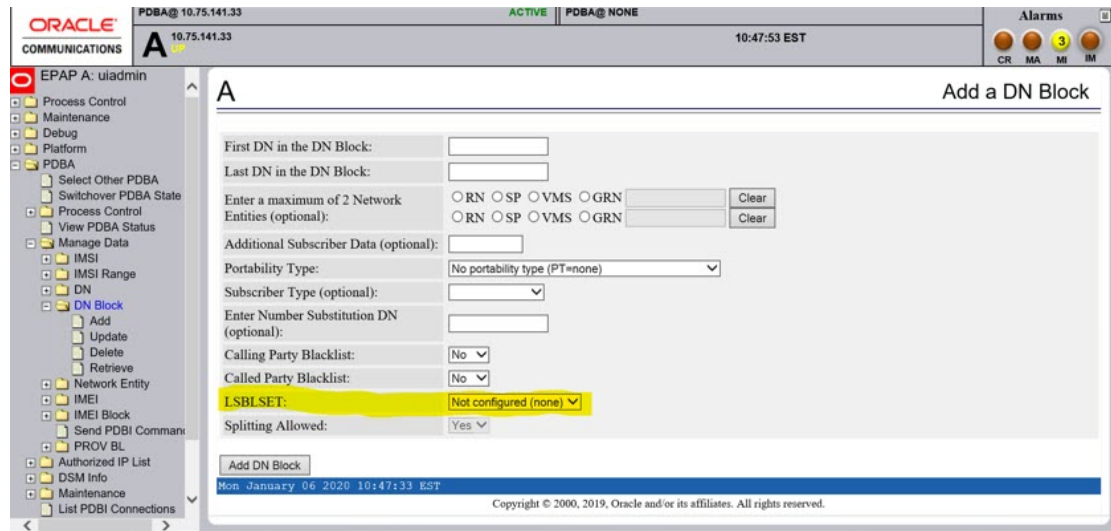 ORACLE
COMMUNICATIONS
PDBA@ 10.75.141.33
ACTIVE
PDBA@ NONE
A
10.75.141.33
UP
10:47:53 EST
Alarms
3
CR MA MI IM
EPAP A: uiadmin
Process Control
Maintenance
Debug
Platform
PDBA
Select Other PDBA
Switchover PDBA State
Process Control
View PDBA Status
Manage Data
IMSI
IMSI Range
DN
DN Block
Add
Update
Delete
Retrieve
Network Entity
IMEI
IMEI Block
Send PDBI Comman
PROV BL
Authorized IP List
DSM Info
Maintenance
List PDBI Connections
A
Add a DN Block
First DN in the DN Block:
Last DN in the DN Block:
Enter a maximum of 2 Network
Entities (optional):
RN SP VMS GRN Clear
RN SP VMS GRN Clear
Additional Subscriber Data (optional):
Portability Type: No portability type (PT=none)
Subscriber Type (optional):
Enter Number Substitution DN
(optional):
Calling Party Blacklist: No
Called Party Blacklist: No
LSBLSET: Not configured (none)
Splitting Allowed: Yes
Add DN Block
Mon January 06 2020 10:47:33 EST
Copyright © 2000, 2019, Oracle and/or its affiliates. All rights reserved.